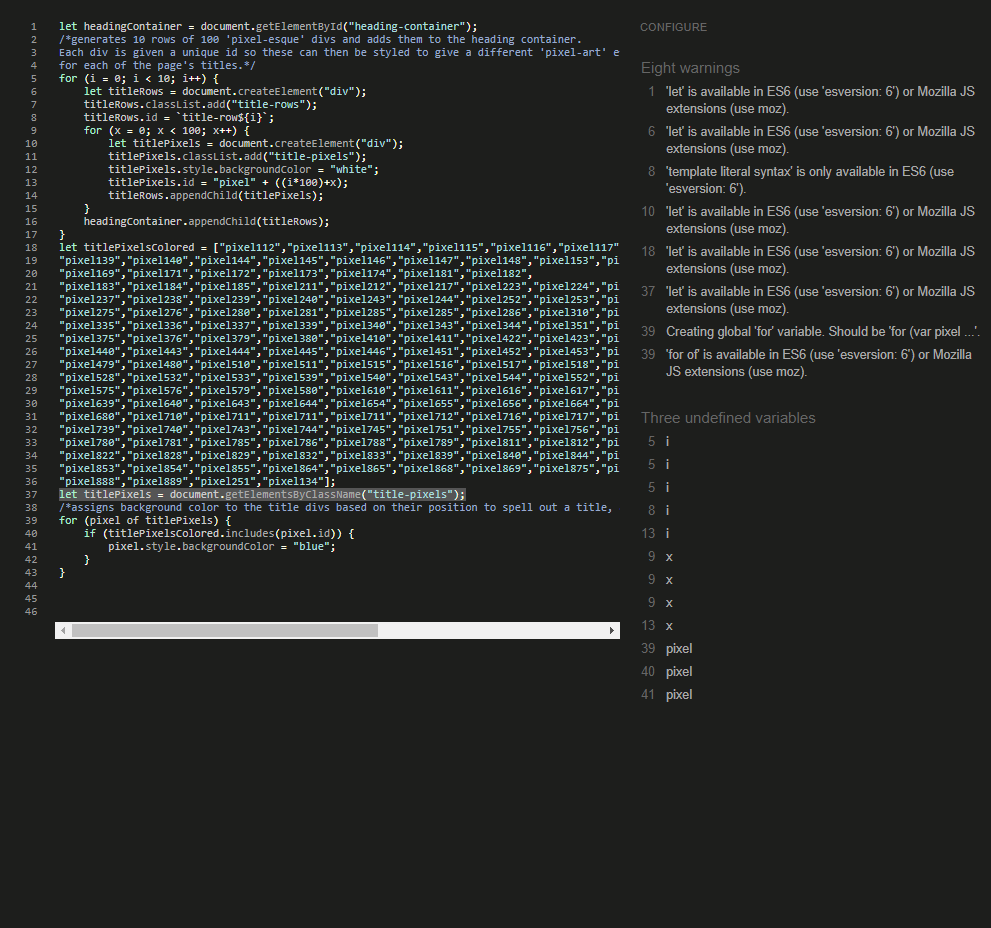 1 let headingContainer = document.getElementById("heading-container");
2 /*generates 10 rows of 100 'pixel-esque' divs and adds them to the heading container.
3 Each div is given a unique id so these can then be styled to give a different 'pixel-art' e
4 for each of the page's titles.*/
5 for (i = 0; i < 10; i++) {
6 let titleRows = document.createElement("div");
7 titleRows.classList.add("title-rows");
8 titleRows.id = `title-row${i}`;
9 for (x = 0; x < 100; x++) {
10 let titlePixels = document.createElement("div");
11 titlePixels.classList.add("title-pixels");
12 titlePixels.style.backgroundColor = "white";
13 titlePixels.id = "pixel" + ((i*100)+x);
14 titleRows.appendChild(titlePixels);
15 }
16 headingContainer.appendChild(titleRows);
17 }
18 let titlePixelsColored = ["pixel112","pixel113","pixel114","pixel115","pixel116","pixel117"
19 "pixel139","pixel140","pixel144","pixel145","pixel146","pixel147","pixel148","pixel153","pi
20 "pixel169","pixel171","pixel172","pixel173","pixel174","pixel181","pixel182",
21 "pixel183","pixel184","pixel185","pixel211","pixel212","pixel217","pixel223","pixel224","pi
22 "pixel237","pixel238","pixel239","pixel240","pixel243","pixel244","pixel252","pixel253","pi
23 "pixel275","pixel276","pixel280","pixel281","pixel285","pixel285","pixel286","pixel310","pi
24 "pixel335","pixel336","pixel337","pixel339","pixel340","pixel343","pixel344","pixel351","pi
25 "pixel375","pixel376","pixel379","pixel380","pixel410","pixel411","pixel422","pixel423","pi
26 "pixel440","pixel443","pixel444","pixel445","pixel446","pixel451","pixel452","pixel453","pi
27 "pixel479","pixel480","pixel510","pixel511","pixel515","pixel516","pixel517","pixel518","pi
28 "pixel528","pixel532","pixel533","pixel539","pixel540","pixel543","pixel544","pixel552","pi
29 "pixel575","pixel576","pixel579","pixel580","pixel610","pixel611","pixel616","pixel617","pi
30 "pixel639","pixel640","pixel643","pixel644","pixel654","pixel655","pixel656","pixel664","pi
31 "pixel680","pixel710","pixel711","pixel711","pixel711","pixel712","pixel716","pixel717","pi
32 "pixel739","pixel740","pixel743","pixel744","pixel745","pixel751","pixel755","pixel756","pi
33 "pixel780","pixel781","pixel785","pixel786","pixel788","pixel789","pixel811","pixel812","pi
34 "pixel822","pixel828","pixel829","pixel832","pixel833","pixel839","pixel840","pixel844","pi
35 "pixel853","pixel854","pixel855","pixel864","pixel865","pixel868","pixel869","pixel875","pi
36 "pixel888","pixel889","pixel251","pixel134"];
37 let titlePixels = document.getElementsByClassName("title-pixels");
38 /*assigns background color to the title divs based on their position to spell out a title,
39 for (pixel of titlePixels) {
40 if (titlePixelsColored.includes(pixel.id)) {
41 pixel.style.backgroundColor = "blue";
42 }
43 }
44
45
46
CONFIGURE
Eight warnings
1 'let' is available in ES6 (use 'esversion: 6') or Mozilla JS
extensions (use moz).
6 'let' is available in ES6 (use 'esversion: 6') or Mozilla JS
extensions (use moz).
8 'template literal syntax' is only available in ES6 (use
'esversion: 6').
10 'let' is available in ES6 (use 'esversion: 6') or Mozilla JS
extensions (use moz).
18 'let' is available in ES6 (use 'esversion: 6') or Mozilla JS
extensions (use moz).
37 'let' is available in ES6 (use 'esversion: 6') or Mozilla JS
extensions (use moz).
39 Creating global 'for' variable. Should be 'for (var pixel ...'.
39 'for of' is available in ES6 (use 'esversion: 6') or Mozilla
JS extensions (use moz).
Three undefined variables
5 i
5 i
5 i
8 i
13 i
9 x
9 x
9 x
13 x
39 pixel
40 pixel
41 pixel